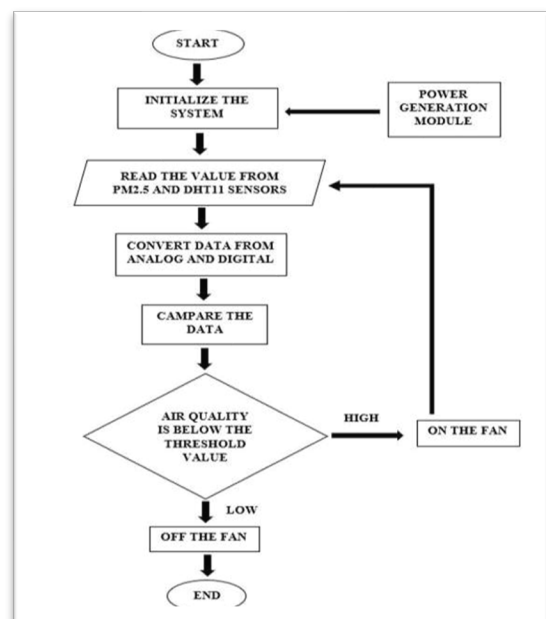 START
INITIALIZE THE
SYSTEM
POWER
GENERATION
MODULE
READ THE VALUE FROM
PM2.5 AND DHT11 SENSORS
CONVERT DATA FROM
ANALOG AND DIGITAL
CAMPARE THE
DATA
AIR QUALITY
IS BELOW THE
THRESHOLD
VALUE
HIGH
ON THE FAN
LOW
OFF THE FAN
END